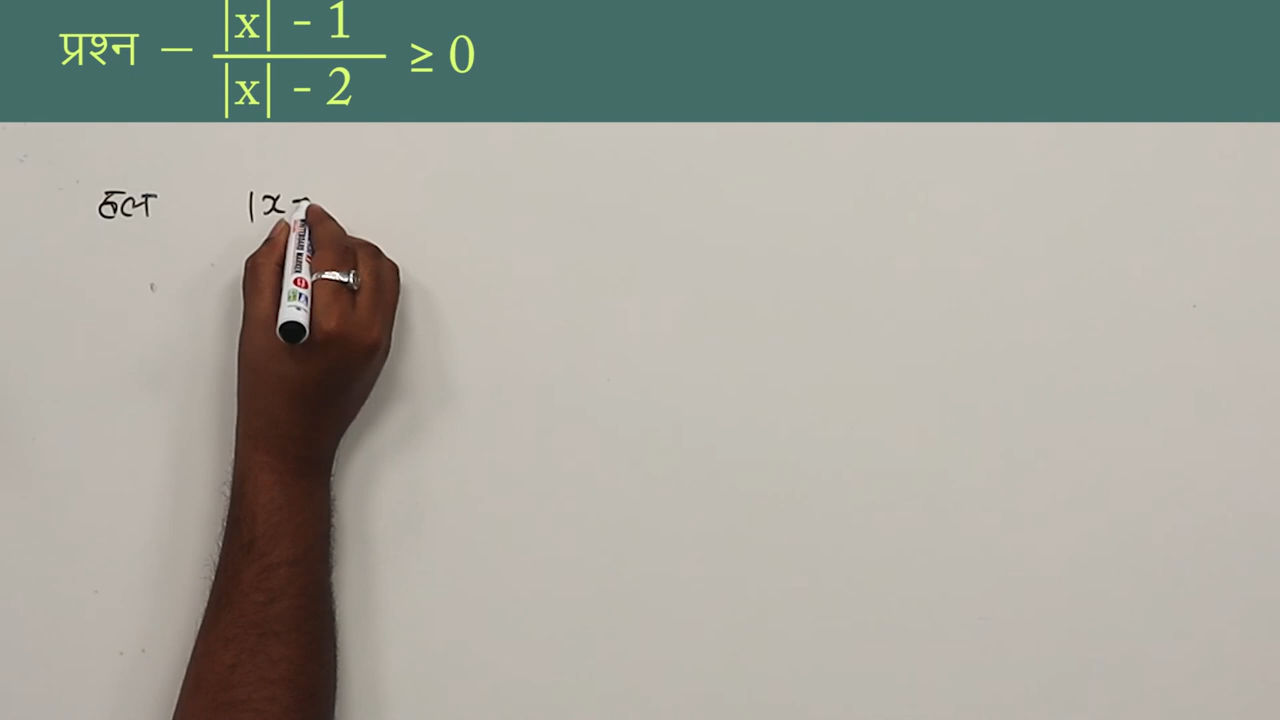 प्रश्न – |x| - 1 / |x| - 2 ≥ 0
हल |x -